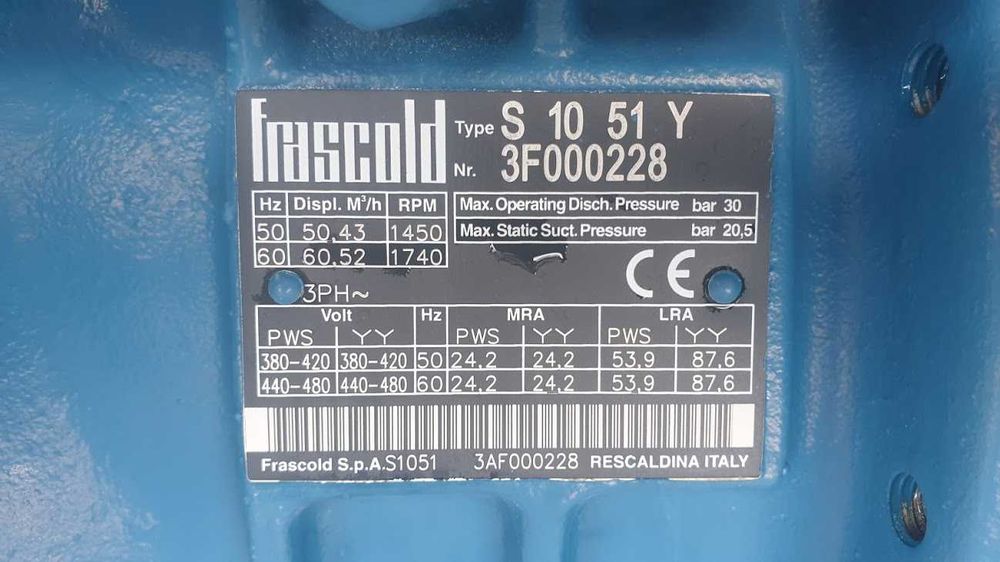 frascold Type S 10 51 Y
Nr. 3F000228
Hz Displ. M³/h RPM
50 50,43 1450
60 60,52 1740
Max. Operating Disch. Pressure bar 30
Max. Static Suct. Pressure bar 20,5
CE
3PH~
Volt Hz MRA LRA
PWS YY PWS YY PWS YY
380-420 380-420 50 24,2 24,2 53,9 87,6
440-480 440-480 60 24,2 24,2 53,9 87,6
Frascold S.p.A. S1051 3AF000228 RESCALDINA ITALY